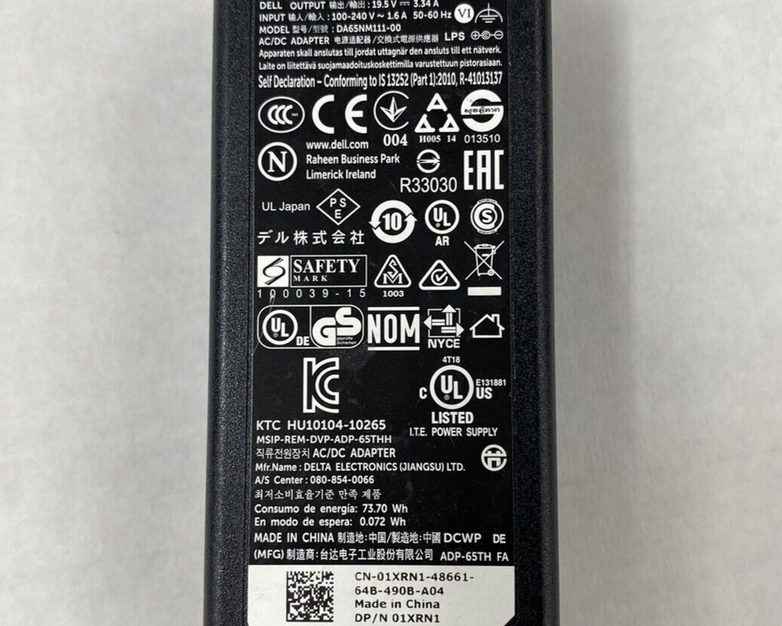 DELL OUTPUT 输出/輸出 : 19.5 V ⎓ 3.34 A
INPUT 输入/輸入 : 100-240 V ~ 1.6 A 50-60 Hz VI
MODEL 型号/型號 : DA65NM111-00
AC/DC ADAPTER 电源适配器/交換式電源供應器 LPS
Apparaten skall anslutas till jordat uttagnär den ansluts till ett nätverk.
Laite on liitettävä suojamaadoituskoskettimilla varustettuun pistorasiaan.
Self Declaration – Conforming to IS 13252 (Part 1):2010, R-41013137
CCC CE 004 H005 14 013510
N www.dell.com
Raheen Business Park
Limerick Ireland
R33030 EAC
UL Japan PSE 10 UL AR S
デル株式会社
SAFETY MARK
100039-15 1003
UL DE GS geprüfte Sicherheit NOM NYCE
KC
4T18
C UL US E131881
LISTED
I.T.E. POWER SUPPLY
KTC HU10104-10265
MSIP-REM-DVP-ADP-65THH
직류전원장치 AC/DC ADAPTER
Mfr.Name : DELTA ELECTRONICS (JIANGSU) LTD.
A/S Center : 080-854-0066
최저소비효율기준 만족 제품
Consumo de energía: 73.70 Wh
En modo de espera: 0.072 Wh
MADE IN CHINA 制造地:中国/製造地:中國 DCWP DE
(MFG) 制造商 : 台达电子工业股份有限公司 ADP-65TH FA
CN-01XRN1-48661-
64B-490B-A04
Made in China
DP/N 01XRN1